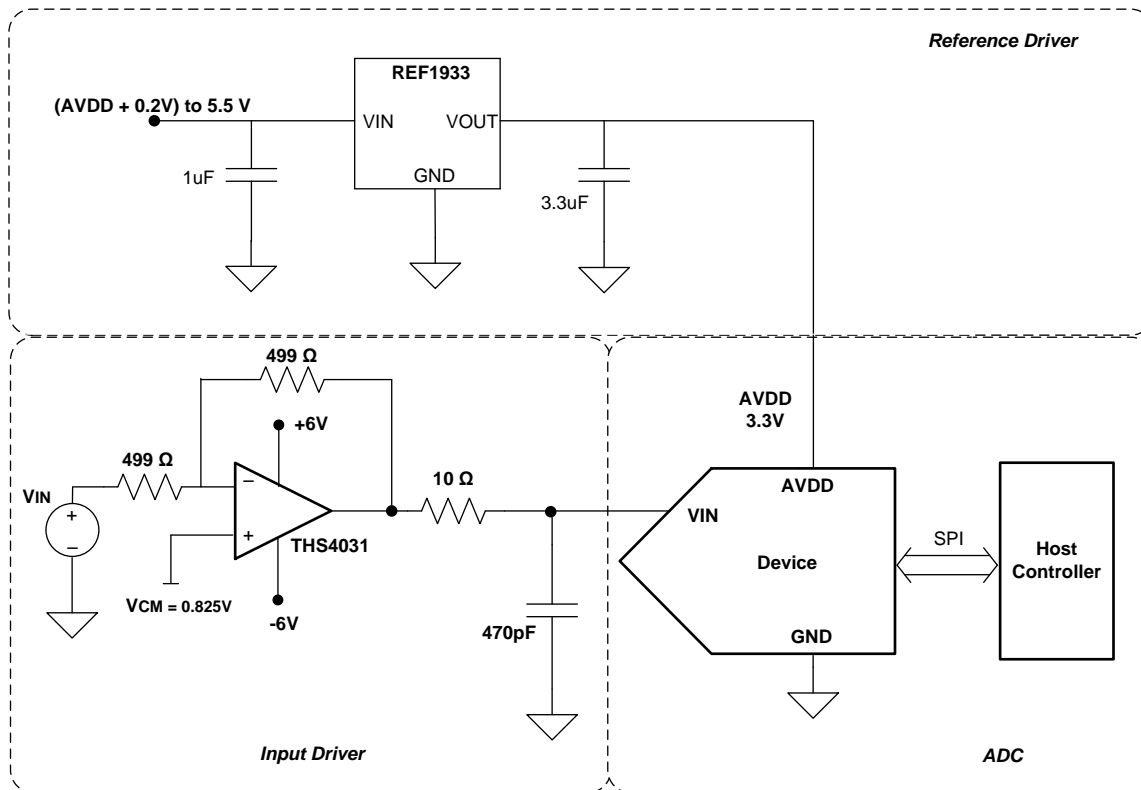 Reference Driver
REF1933
(AVDD + 0.2V) to 5.5 V
VIN
VOUT
GND
1uF
3.3uF
499 Ω
+6V
499 Ω
VIN
+
−
−
+
THS4031
VCM = 0.825V
-6V
10 Ω
470pF
Input Driver
AVDD
3.3V
AVDD
VIN
Device
GND
SPI
Host
Controller
ADC